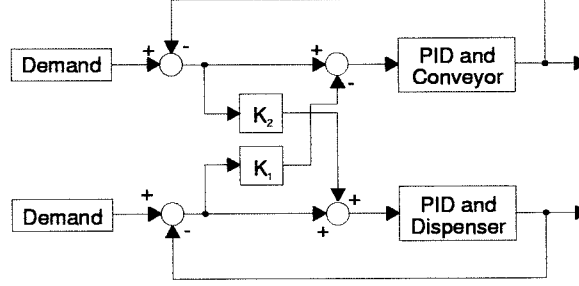 Demand
+
-
+
-
PID and
Conveyor
K₂
K₁
Demand
+
-
+
+
PID and
Dispenser